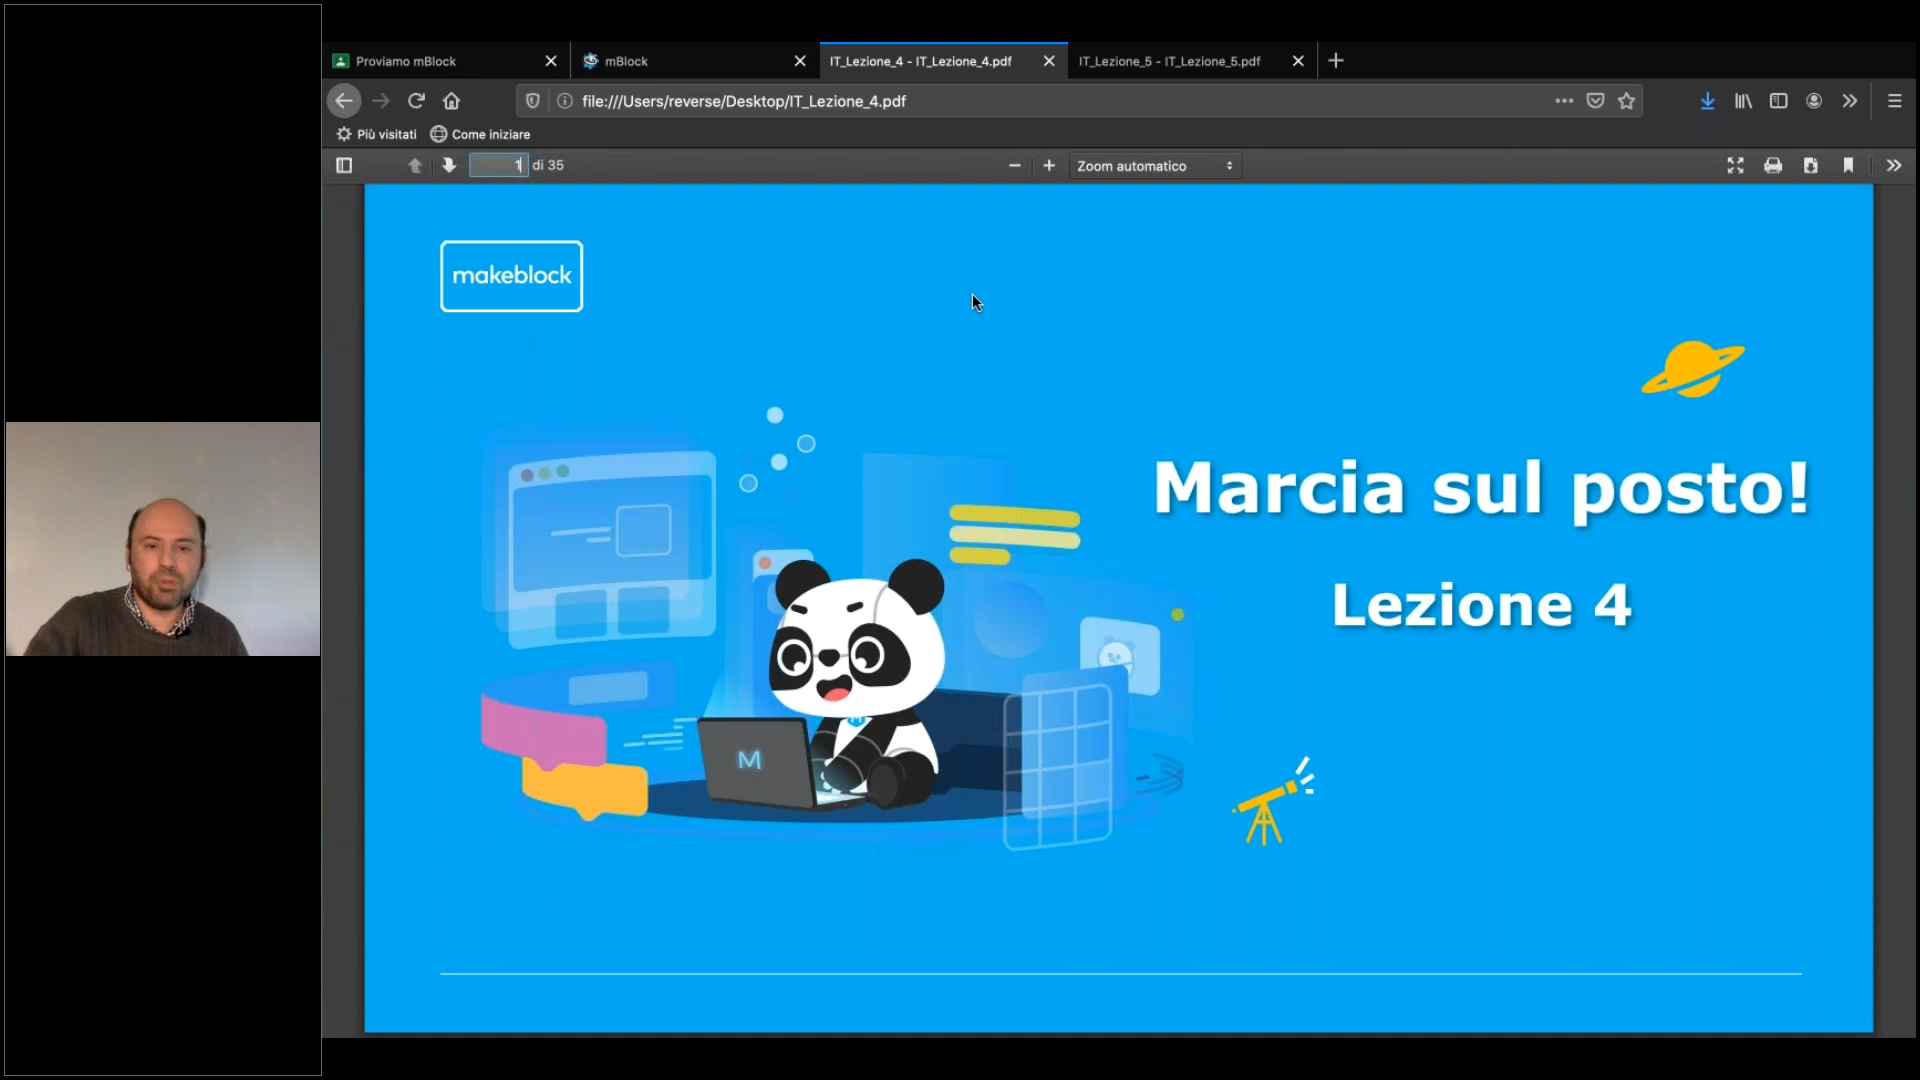 Proviamo mBlock
mBlock
IT_Lezione_4 - IT_Lezione_4.pdf
IT_Lezione_5 - IT_Lezione_5.pdf
file:///Users/reverse/Desktop/IT_Lezione_4.pdf
Più visitati
Come iniziare
1 di 35
Zoom automatico
makeblock
Marcia sul posto!
Lezione 4
M